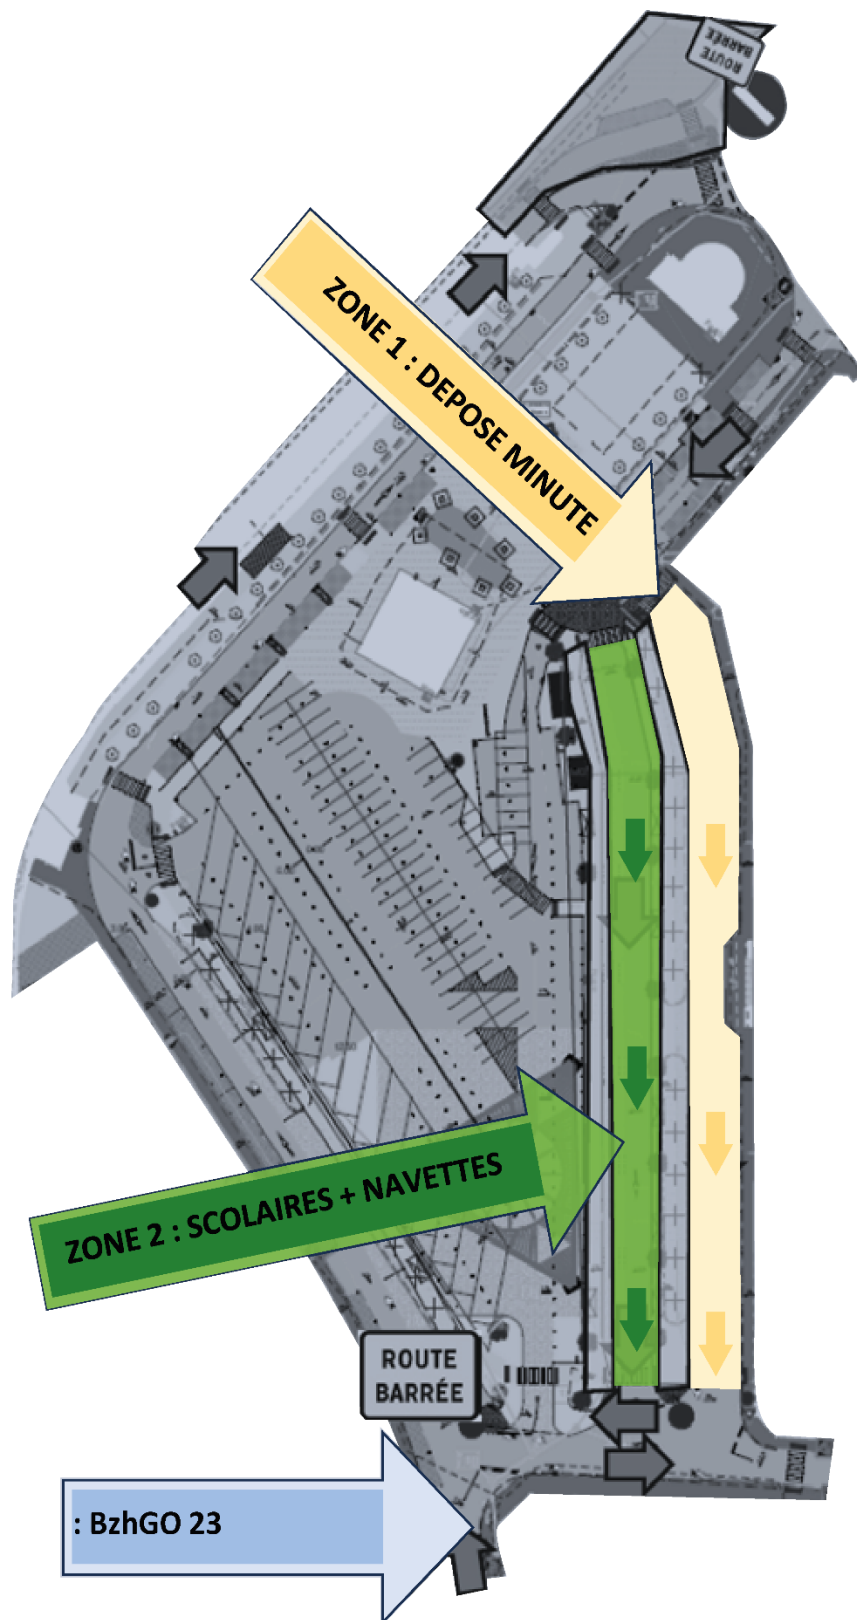 ROUTE
BARRÉE
ZONE 1 : DEPOSE MINUTE
ZONE 2 : SCOLAIRES + NAVETTES
ROUTE
BARRÉE
: BzhGO 23